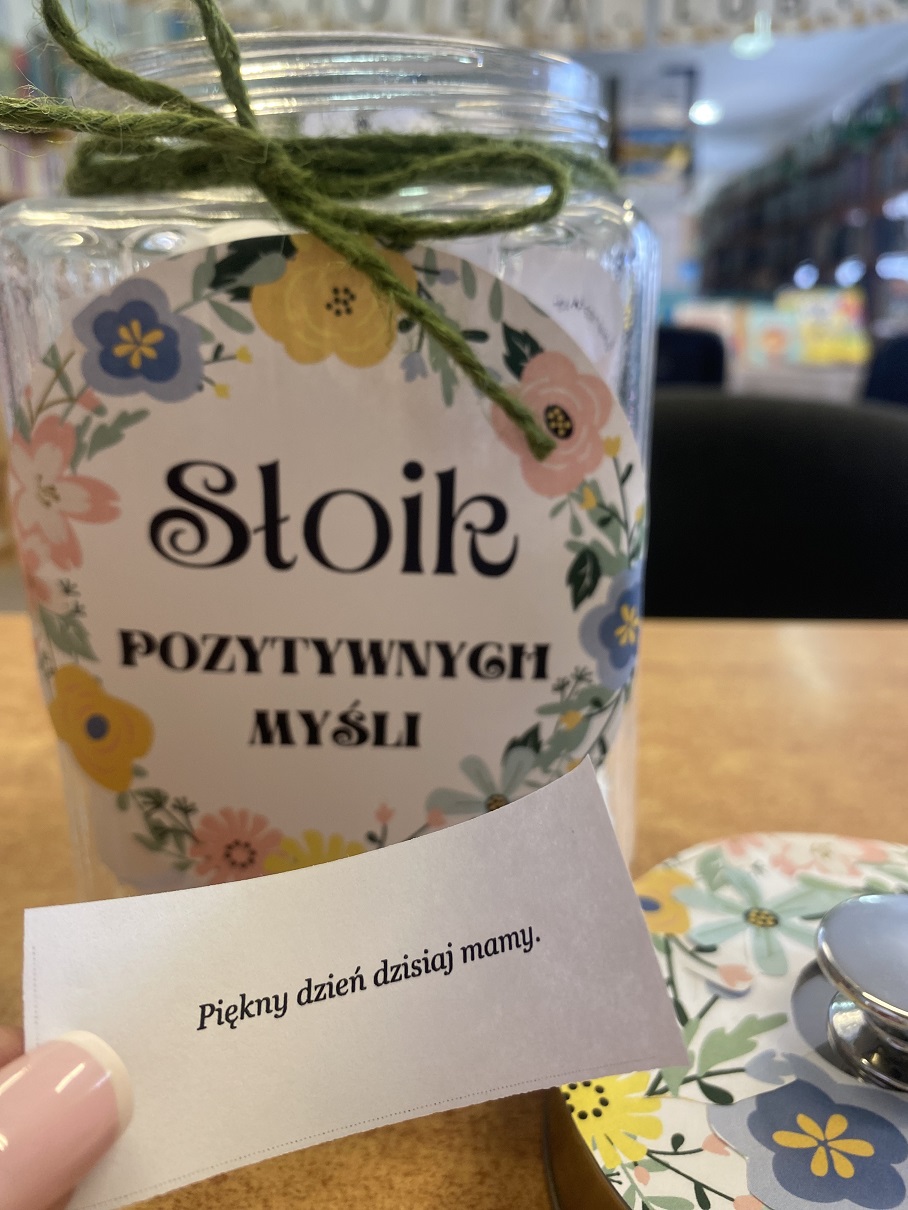 Słoik
POZYTYWNYCH
MYŚLI
Piękny dzień dzisiaj mamy.